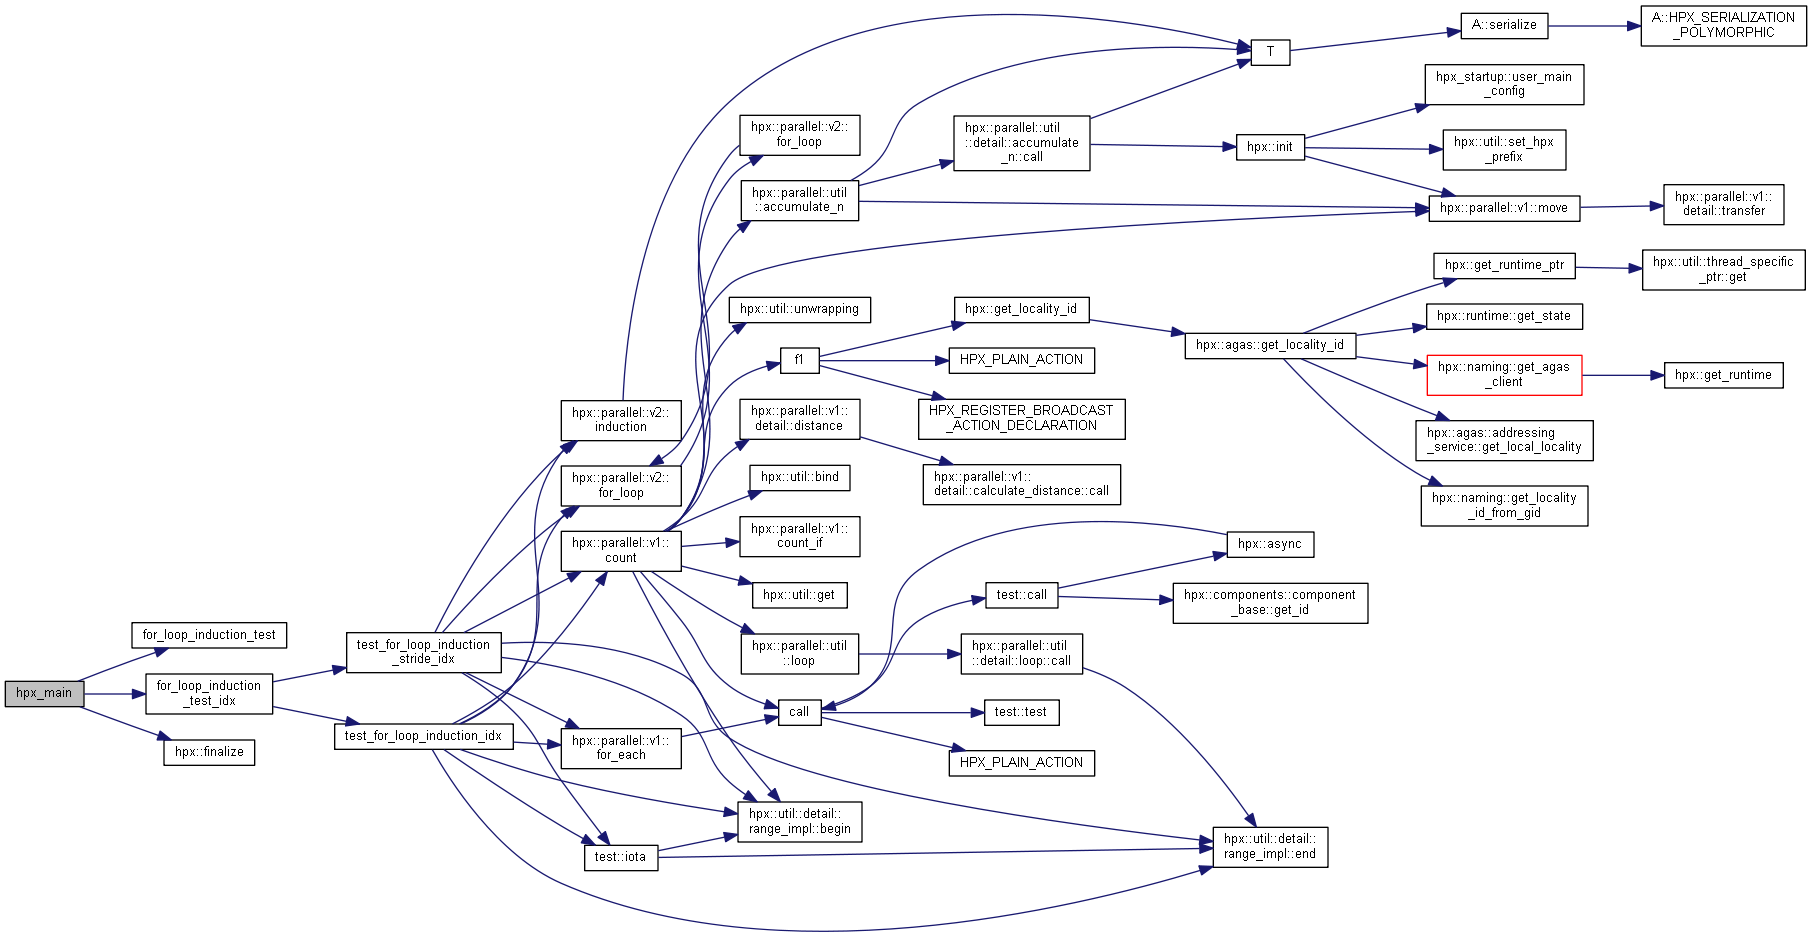 hpx_main
for_loop_induction_test
for_loop_induction
_test_idx
hpx::finalize
test_for_loop_induction
_stride_idx
test_for_loop_induction_idx
hpx::parallel::v2::
induction
hpx::parallel::v2::
for_loop
hpx::parallel::v1::
count
hpx::parallel::v1::
for_each
test::iota
hpx::parallel::v2::
for_loop
hpx::parallel::util
::accumulate_n
hpx::util::unwrapping
f1
hpx::parallel::v1::
detail::distance
hpx::util::bind
hpx::parallel::v1::
count_if
hpx::util::get
hpx::parallel::util
::loop
call
hpx::util::detail::
range_impl::begin
hpx::parallel::util
::detail::accumulate
_n::call
hpx::get_locality_id
HPX_PLAIN_ACTION
HPX_REGISTER_BROADCAST
_ACTION_DECLARATION
hpx::parallel::v1::
detail::calculate_distance::call
test::call
hpx::parallel::util
::detail::loop::call
test::test
HPX_PLAIN_ACTION
T
hpx::init
hpx::agas::get_locality_id
hpx::async
hpx::components::component
_base::get_id
hpx::util::detail::
range_impl::end
A::serialize
hpx_startup::user_main
_config
hpx::util::set_hpx
_prefix
hpx::parallel::v1::move
hpx::get_runtime_ptr
hpx::runtime::get_state
hpx::naming::get_agas
_client
hpx::agas::addressing
_service::get_local_locality
hpx::naming::get_locality
_id_from_gid
A::HPX_SERIALIZATION
_POLYMORPHIC
hpx::parallel::v1::
detail::transfer
hpx::util::thread_specific
_ptr::get
hpx::get_runtime